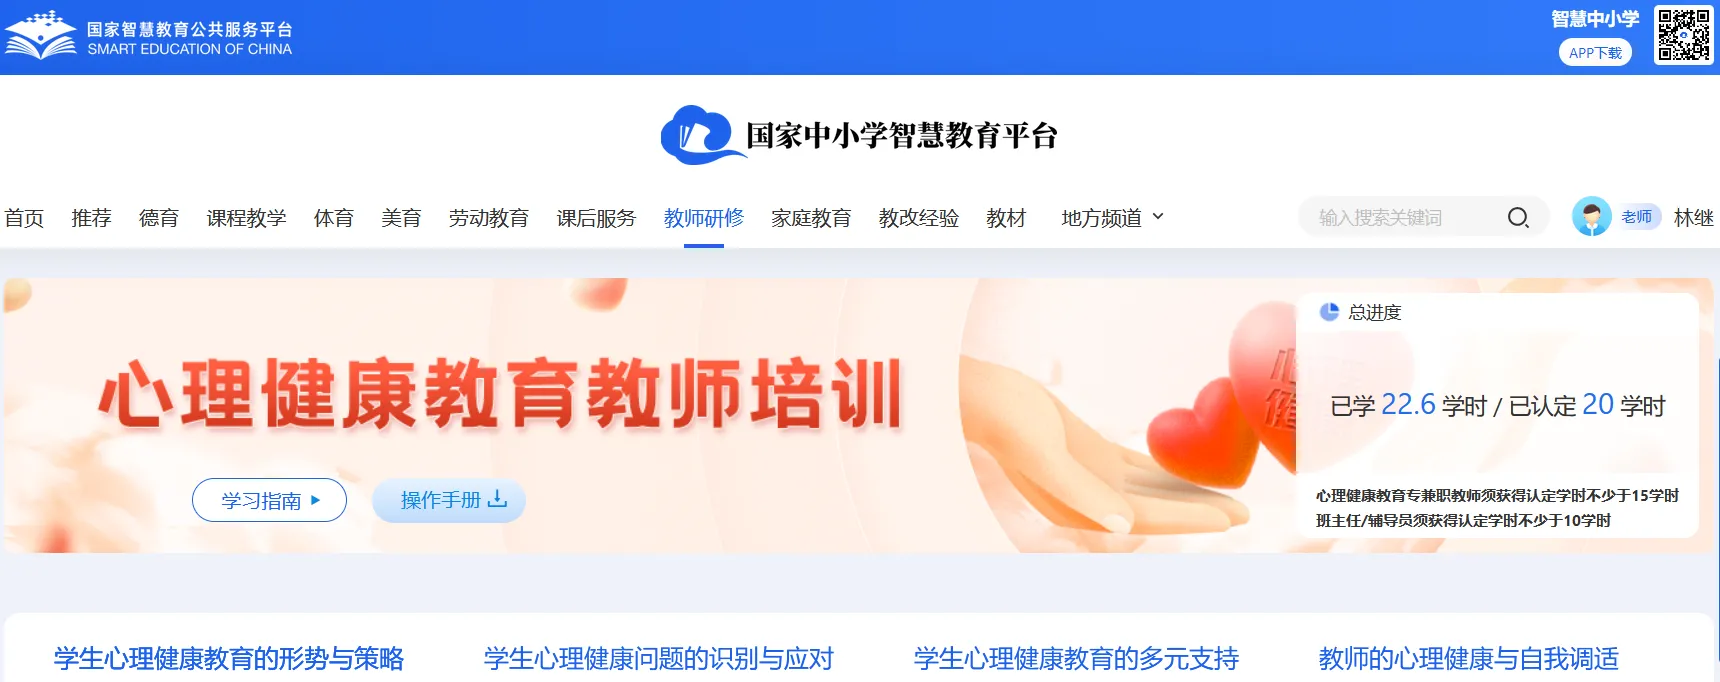 国家智慧教育公共服务平台
SMART EDUCATION OF CHINA
智慧中小学
APP下载
国家中小学智慧教育平台
首页 推荐 德育 课程教学 体育 美育 劳动教育 课后服务 教师研修 家庭教育 教改经验 教材 地方频道
输入搜索关键词
老师 林继
心理健康教育教师培训
学习指南
操作手册
总进度
已学 22.6 学时 / 已认定 20 学时
心理健康教育专兼职教师须获得认定学时不少于15学时
班主任/辅导员须获得认定学时不少于10学时
学生心理健康教育的形势与策略 学生心理健康问题的识别与应对 学生心理健康教育的多元支持 教师的心理健康与自我调适